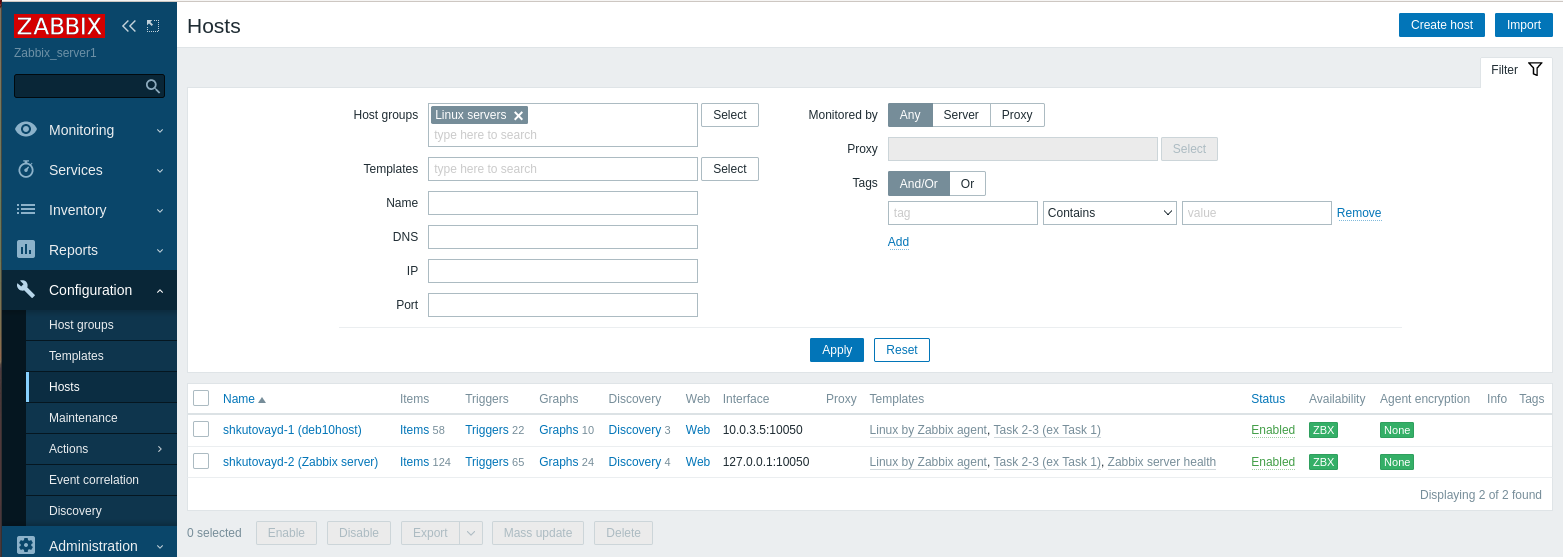 ZABBIX
Zabbix_server1
Monitoring
Services
Inventory
Reports
Configuration
Host groups
Templates
Hosts
Maintenance
Actions
Event correlation
Discovery
Administration
Hosts
Create host
Import
Filter
Host groups
Linux servers
type here to search
Select
Templates
type here to search
Select
Name
DNS
IP
Port
Monitored by
Any Server Proxy
Proxy
Select
Tags
And/Or Or
tag Contains value Remove
Add
Apply Reset
Name Items Triggers Graphs Discovery Web Interface Proxy Templates Status Availability Agent encryption Info Tags
shkutovayd-1 (deb10host) Items 58 Triggers 22 Graphs 10 Discovery 3 Web 10.0.3.5:10050 Linux by Zabbix agent, Task 2-3 (ex Task 1) Enabled ZBX None
shkutovayd-2 (Zabbix server) Items 124 Triggers 65 Graphs 24 Discovery 4 Web 127.0.0.1:10050 Linux by Zabbix agent, Task 2-3 (ex Task 1), Zabbix server health Enabled ZBX None
Displaying 2 of 2 found
0 selected Enable Disable Export Mass update Delete